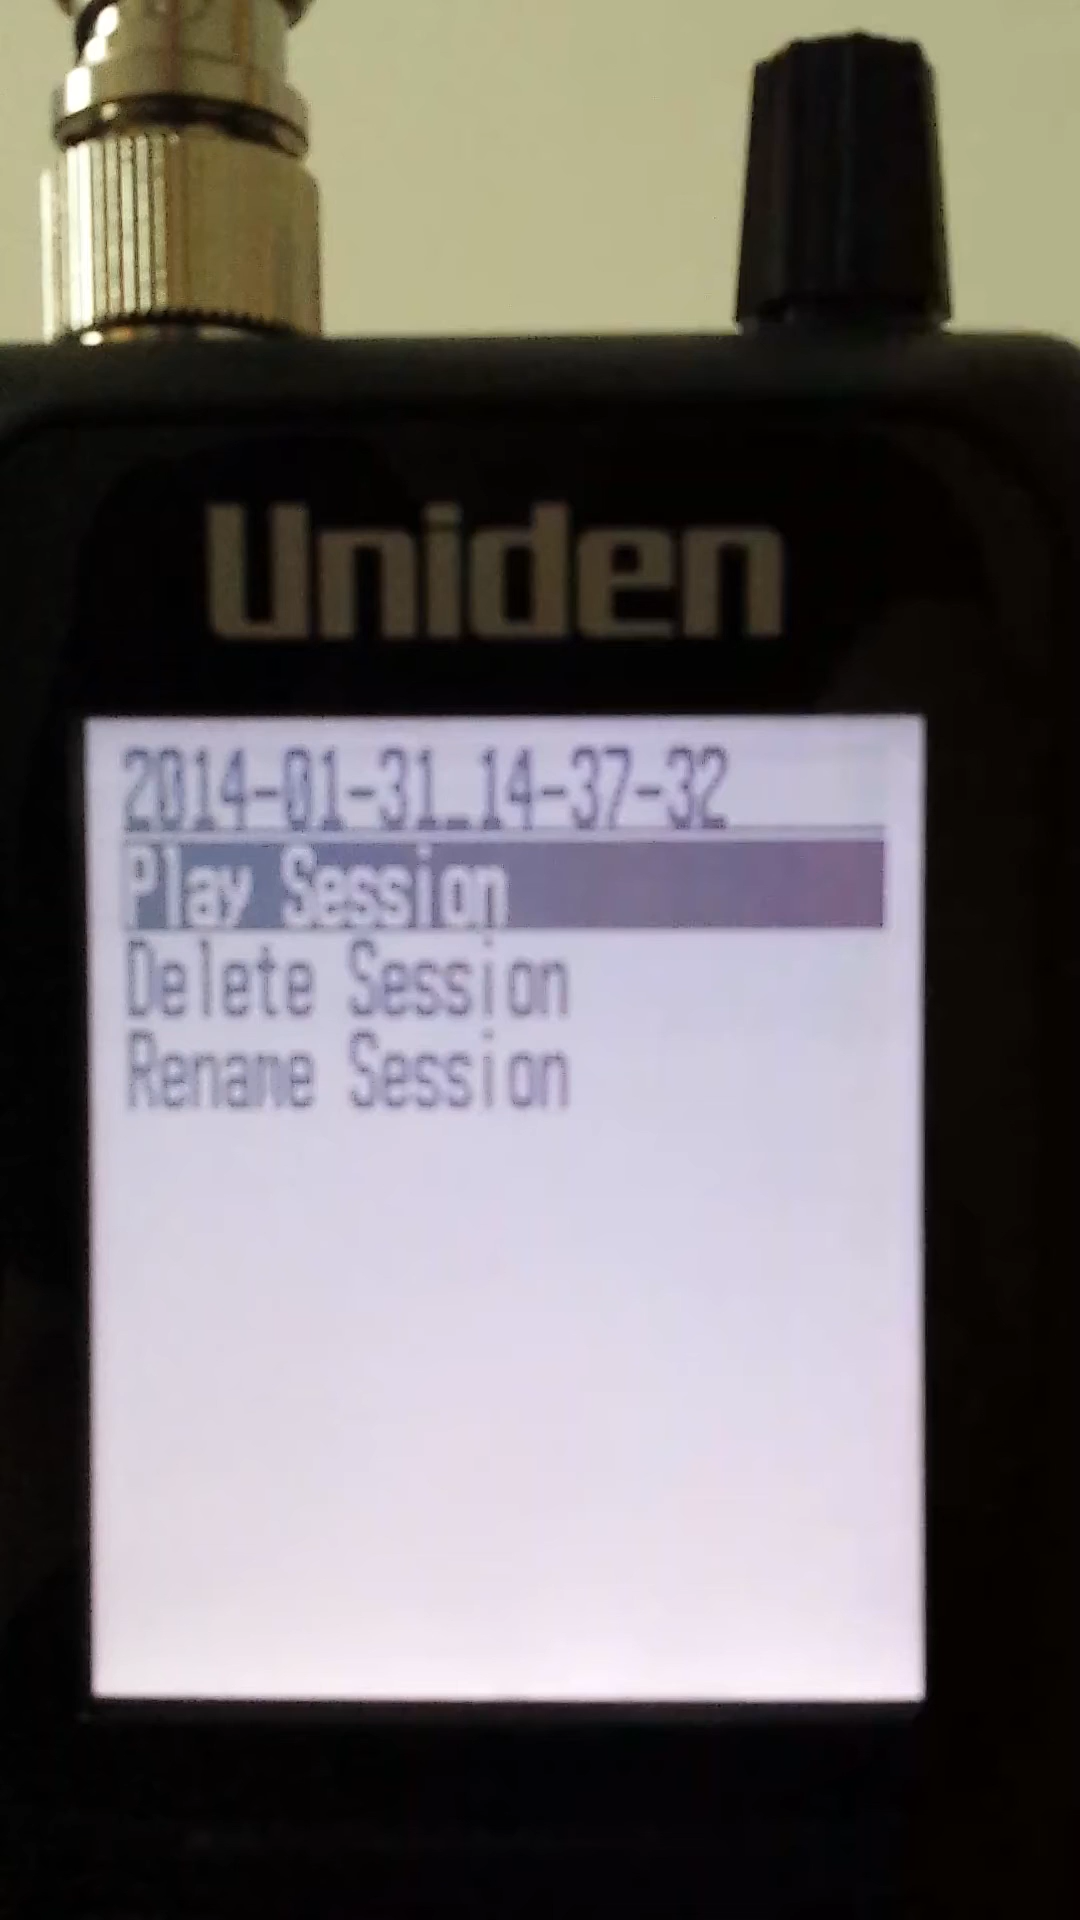 Uniden
2014-01-31_14-37-32
Play Session
Delete Session
Rename Session